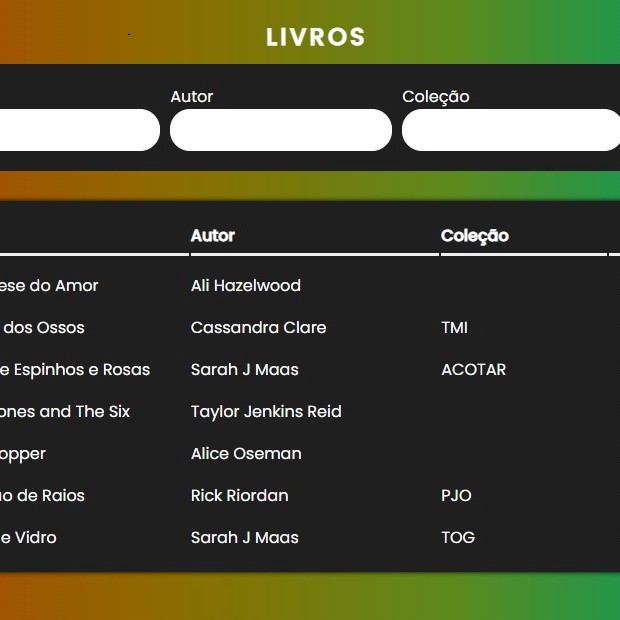 LIVROS
Autor Coleção
Autor Coleção
ese do Amor Ali Hazelwood
dos Ossos Cassandra Clare TMI
e Espinhos e Rosas Sarah J Maas ACOTAR
ones and The Six Taylor Jenkins Reid
opper Alice Oseman
o de Raios Rick Riordan PJO
e Vidro Sarah J Maas TOG